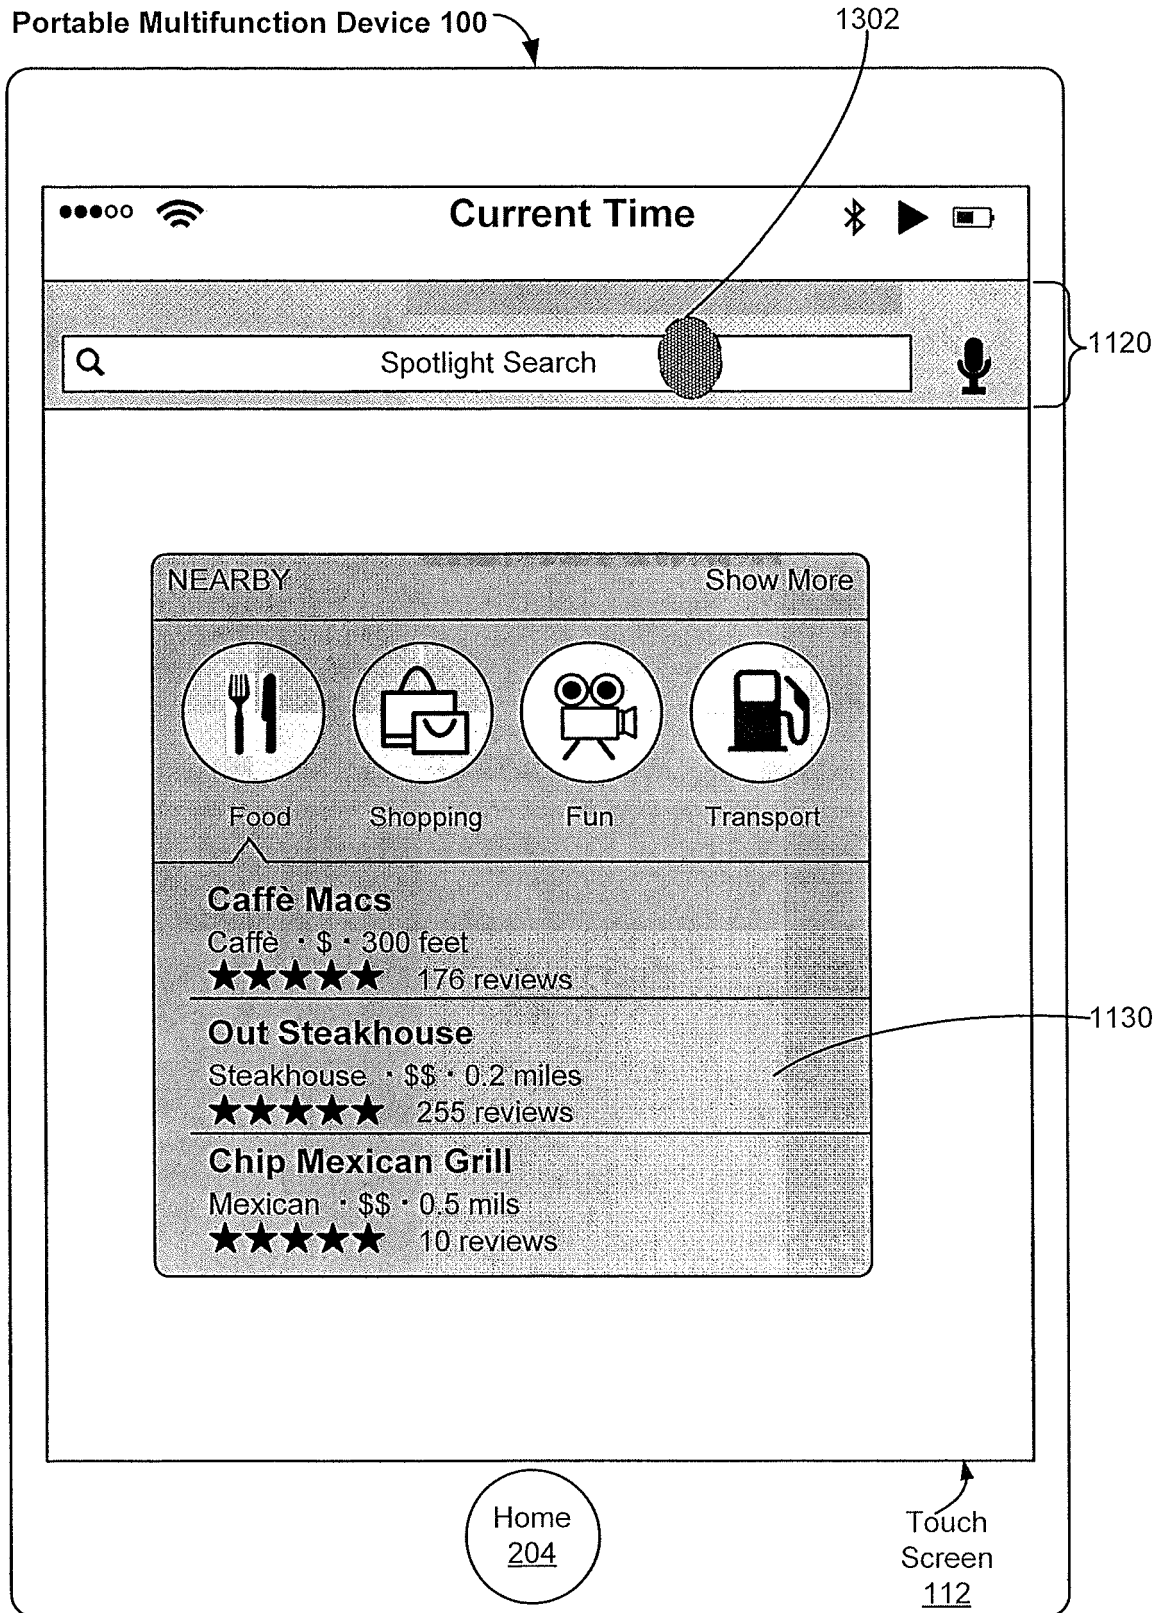 Portable Multifunction Device 100
1302
Current Time
Spotlight Search
1120
NEARBY Show More
Food Shopping Fun Transport
Caffè Macs
Caffè · $ · 300 feet
★★★★★ 176 reviews
1130
Out Steakhouse
Steakhouse · $$ · 0.2 miles
★★★★★ 255 reviews
Chip Mexican Grill
Mexican · $$ · 0.5 mils
★★★★★ 10 reviews
Home
204
Touch
Screen
112